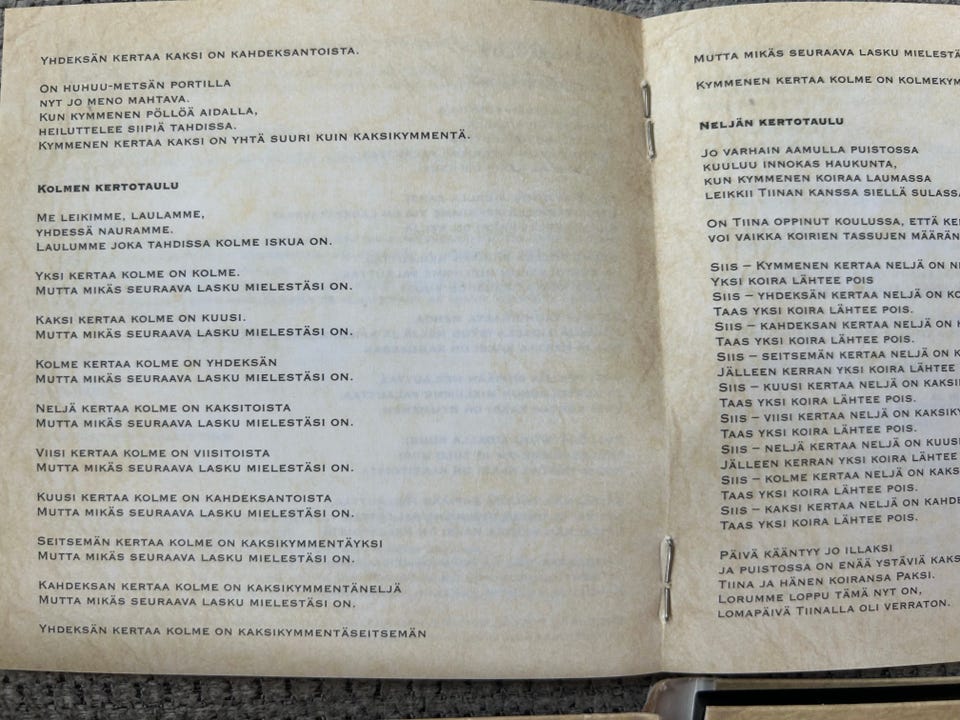 Yhdeksän kertaa kaksi on kahdeksantoista.
On Huhuu-metsän portilla
nyt jo meno mahtava.
Kun kymmenen pöllöä aidalla,
heiluttelee siipiä tahdissa.
Kymmenen kertaa kaksi on yhtä suuri kuin kaksikymmentä.
Kolmen kertotaulu
Me leikimme, laulamme,
yhdessä nauramme.
Laulumme joka tahdissa kolme iskua on.
Yksi kertaa kolme on kolme.
Mutta mikäs seuraava lasku mielestäsi on.
Kaksi kertaa kolme on kuusi.
Mutta mikäs seuraava lasku mielestäsi on.
Kolme kertaa kolme on yhdeksän
Mutta mikäs seuraava lasku mielestäsi on.
Neljä kertaa kolme on kaksitoista
Mutta mikäs seuraava lasku mielestäsi on.
Viisi kertaa kolme on viisitoista
Mutta mikäs seuraava lasku mielestäsi on.
Kuusi kertaa kolme on kahdeksantoista
Mutta mikäs seuraava lasku mielestäsi on.
Seitsemän kertaa kolme on kaksikymmentäyksi
Mutta mikäs seuraava lasku mielestäsi on.
Kahdeksan kertaa kolme on kaksikymmentäneljä
Mutta mikäs seuraava lasku mielestäsi on.
Yhdeksän kertaa kolme on kaksikymmentäseitsemän
Mutta mikäs seuraava lasku
Kymmenen kertaa kolme on
Neljän kertotaulu
Jo varhain aamulla puistossa
kuuluu innokas haukunta,
kun kymmenen koiraa laumassa
leikkii Tiinan kanssa siellä
On Tiina oppinut koulussa, että
voi vaikka koirien tassujen
Siis – Kymmenen kertaa neljä on
Yksi koira lähtee pois
Siis – yhdeksän kertaa neljä on
Taas yksi koira lähtee pois.
Siis – kahdeksan kertaa neljä on
Taas yksi koira lähtee pois.
Siis – seitsemän kertaa neljä on
Jälleen kerran yksi koira lähtee
Siis – kuusi kertaa neljä on
Taas yksi koira lähtee pois.
Siis – viisi kertaa neljä on
Taas yksi koira lähtee pois.
Siis – neljä kertaa neljä on
Jälleen kerran yksi koira lähtee
Siis – kolme kertaa neljä on
Taas yksi koira lähtee pois.
Siis – kaksi kertaa neljä on
Taas yksi koira lähtee pois.
Päivä kääntyy jo illaksi
ja puistossa on enää ystäviä
Tiina ja hänen koiransa Paksi.
Lorumme loppu tämä nyt on,
lomapäivä Tiinalla oli verraton.